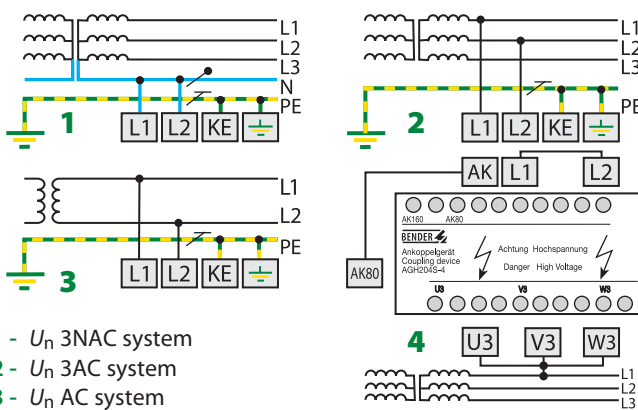 L1
L2
L3
N
PE
1
L1 L2 KE
L1
L2
L3
PE
2
L1 L2 KE
L1
L2
PE
3
L1 L2 KE
AK L1 L2
AK160 AK80
BENDER
Ankoppelgerät
Coupling device
AGH204S-4
Achtung Hochspannung
Danger High Voltage
AK80
U3 V3 W3
4
U3 V3 W3
L1
L2
L3
- Un 3NAC system
2 - Un 3AC system
3 - Un AC system